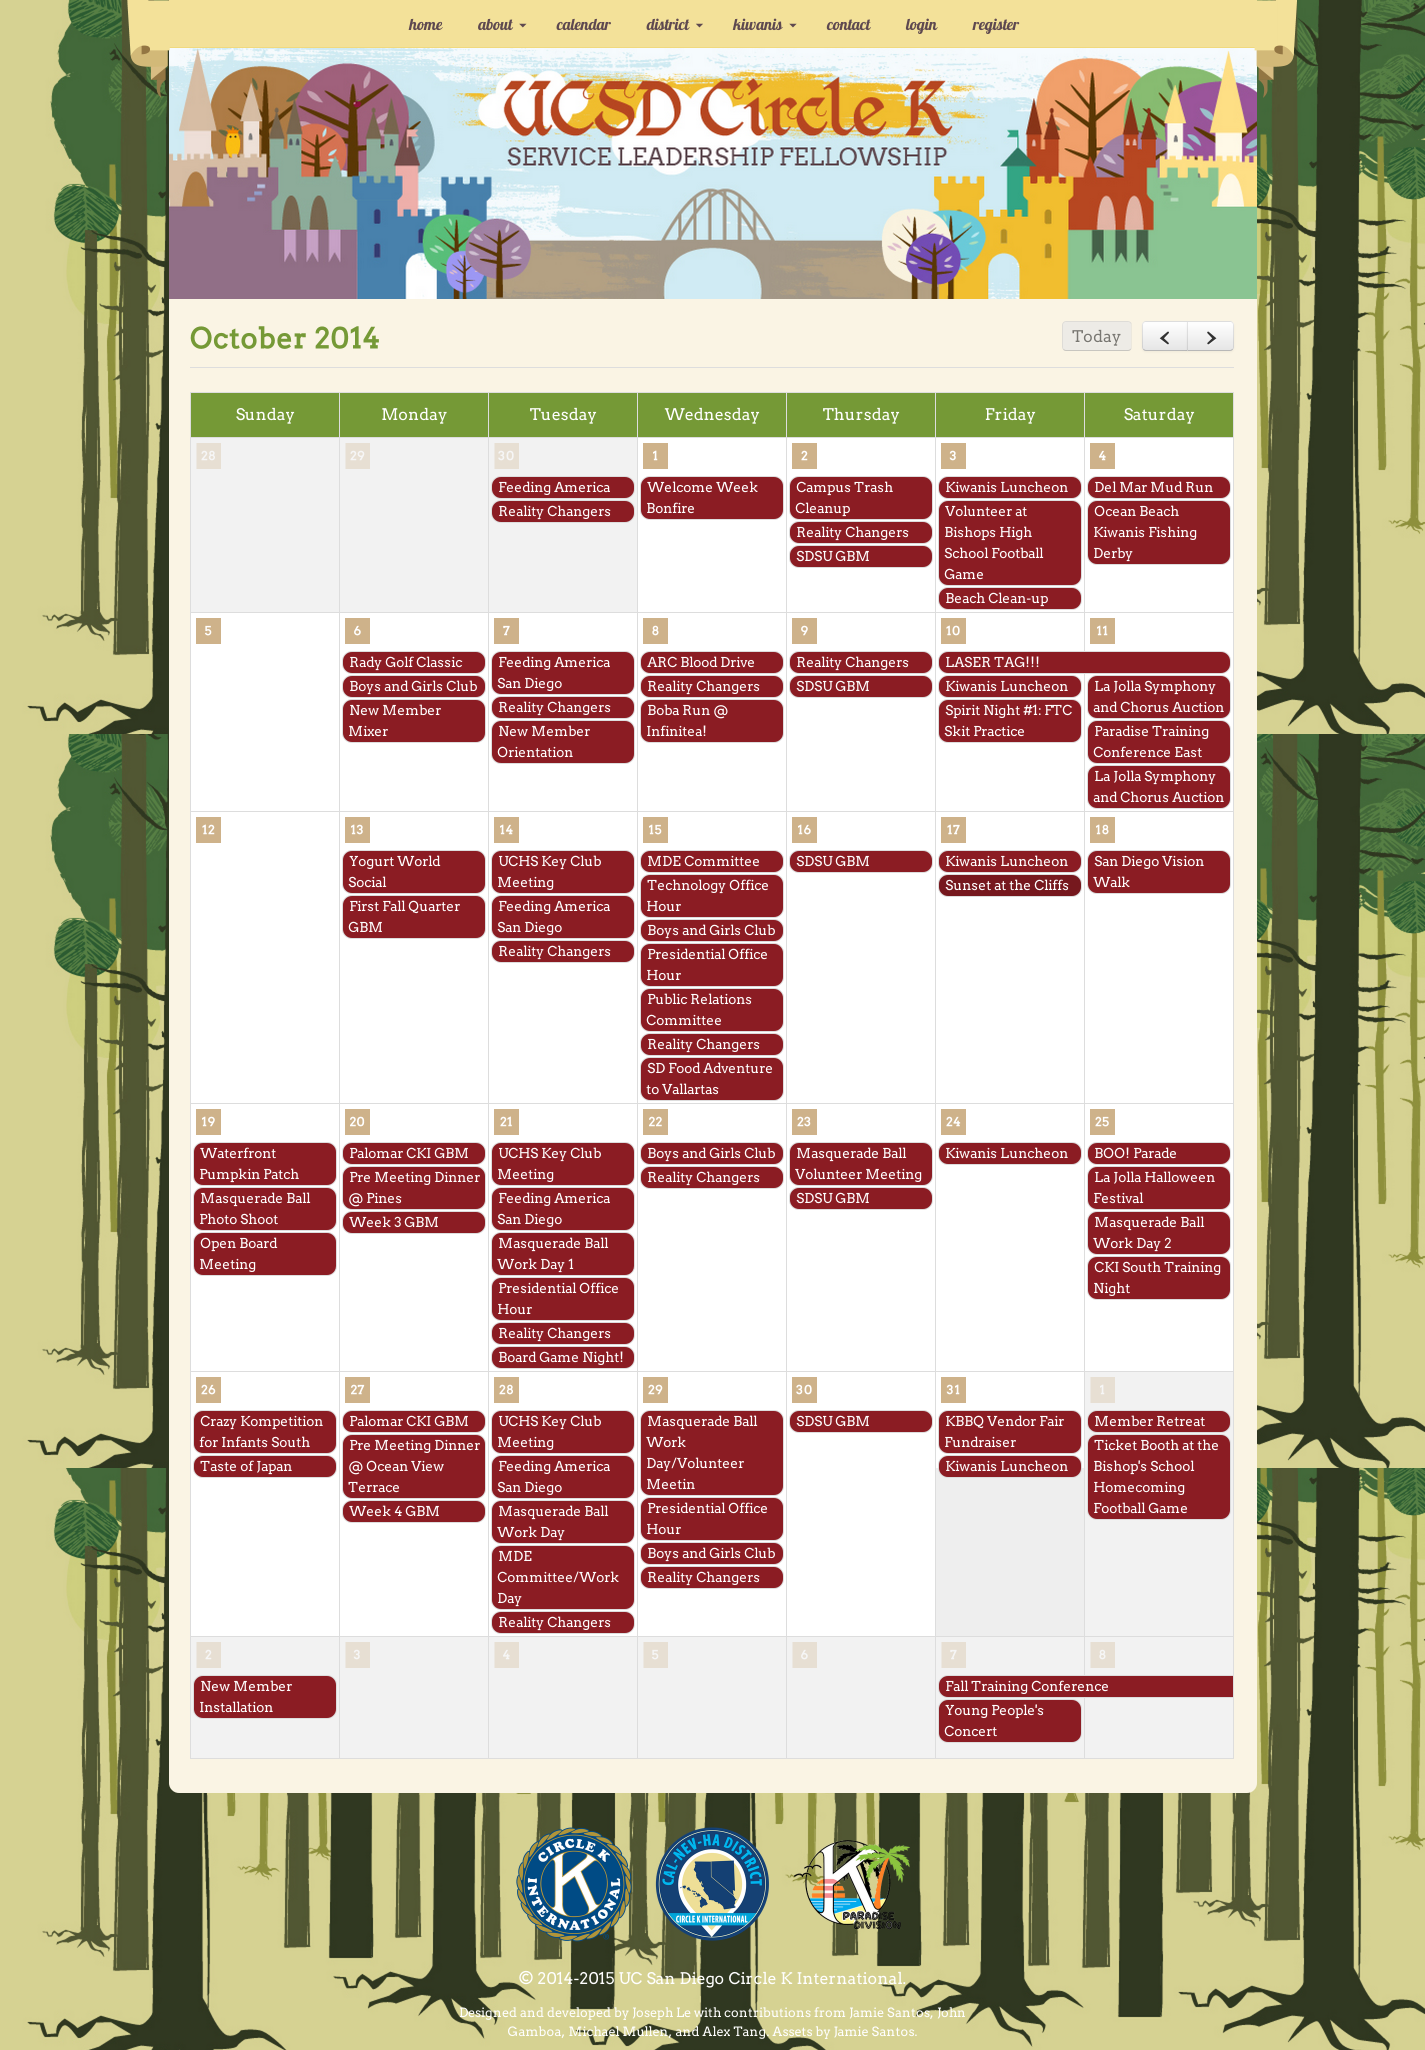 home about calendar district kiwanis contact login register
UCSD Circle K
SERVICE LEADERSHIP FELLOWSHIP
October 2014
Today
Sunday Monday Tuesday Wednesday Thursday Friday Saturday
28
29
30
Feeding America
Reality Changers
1
Welcome Week
Bonfire
2
Campus Trash
Cleanup
Reality Changers
SDSU GBM
3
Kiwanis Luncheon
Volunteer at
Bishops High
School Football
Game
Beach Clean-up
4
Del Mar Mud Run
Ocean Beach
Kiwanis Fishing
Derby
5
6
Rady Golf Classic
Boys and Girls Club
New Member
Mixer
7
Feeding America
San Diego
Reality Changers
New Member
Orientation
8
ARC Blood Drive
Reality Changers
Boba Run @
Infinitea!
9
Reality Changers
SDSU GBM
10
LASER TAG!!!
Kiwanis Luncheon
Spirit Night #1: FTC
Skit Practice
11
La Jolla Symphony
and Chorus Auction
Paradise Training
Conference East
La Jolla Symphony
and Chorus Auction
12
13
Yogurt World
Social
First Fall Quarter
GBM
14
UCHS Key Club
Meeting
Feeding America
San Diego
Reality Changers
15
MDE Committee
Technology Office
Hour
Boys and Girls Club
Presidential Office
Hour
Public Relations
Committee
Reality Changers
SD Food Adventure
to Vallartas
16
SDSU GBM
17
Kiwanis Luncheon
Sunset at the Cliffs
18
San Diego Vision
Walk
19
Waterfront
Pumpkin Patch
Masquerade Ball
Photo Shoot
Open Board
Meeting
20
Palomar CKI GBM
Pre Meeting Dinner
@ Pines
Week 3 GBM
21
UCHS Key Club
Meeting
Feeding America
San Diego
Masquerade Ball
Work Day 1
Presidential Office
Hour
Reality Changers
Board Game Night!
22
Boys and Girls Club
Reality Changers
23
Masquerade Ball
Volunteer Meeting
SDSU GBM
24
Kiwanis Luncheon
25
BOO! Parade
La Jolla Halloween
Festival
Masquerade Ball
Work Day 2
CKI South Training
Night
26
Crazy Kompetition
for Infants South
Taste of Japan
27
Palomar CKI GBM
Pre Meeting Dinner
@ Ocean View
Terrace
Week 4 GBM
28
UCHS Key Club
Meeting
Feeding America
San Diego
Masquerade Ball
Work Day
MDE
Committee/Work
Day
Reality Changers
29
Masquerade Ball
Work
Day/Volunteer
Meetin
Presidential Office
Hour
Boys and Girls Club
Reality Changers
30
SDSU GBM
31
KBBQ Vendor Fair
Fundraiser
Kiwanis Luncheon
1
Member Retreat
Ticket Booth at the
Bishop's School
Homecoming
Football Game
2
New Member
Installation
3
4
5
6
7
Fall Training Conference
Young People's
Concert
8
CIRCLE K
K
INTERNATIONAL
CAL-NEV-HA DISTRICT
CIRCLE K INTERNATIONAL
K
PARADISE
DIVISION
© 2014-2015 UC San Diego Circle K International.
Designed and developed by Joseph Le with contributions from Jamie Santos, John
Gamboa, Michael Mullen, and Alex Tang. Assets by Jamie Santos.